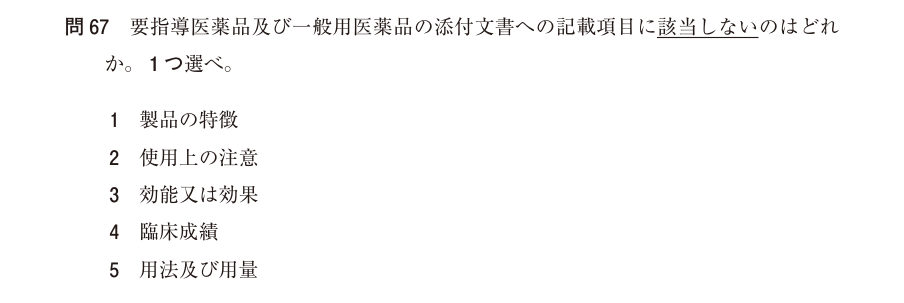 問 67　要指導医薬品及び一般用医薬品の添付文書への記載項目に該当しないのはどれ
か。1つ選べ。
1　製品の特徴
2　使用上の注意
3　効能又は効果
4　臨床成績
5　用法及び用量